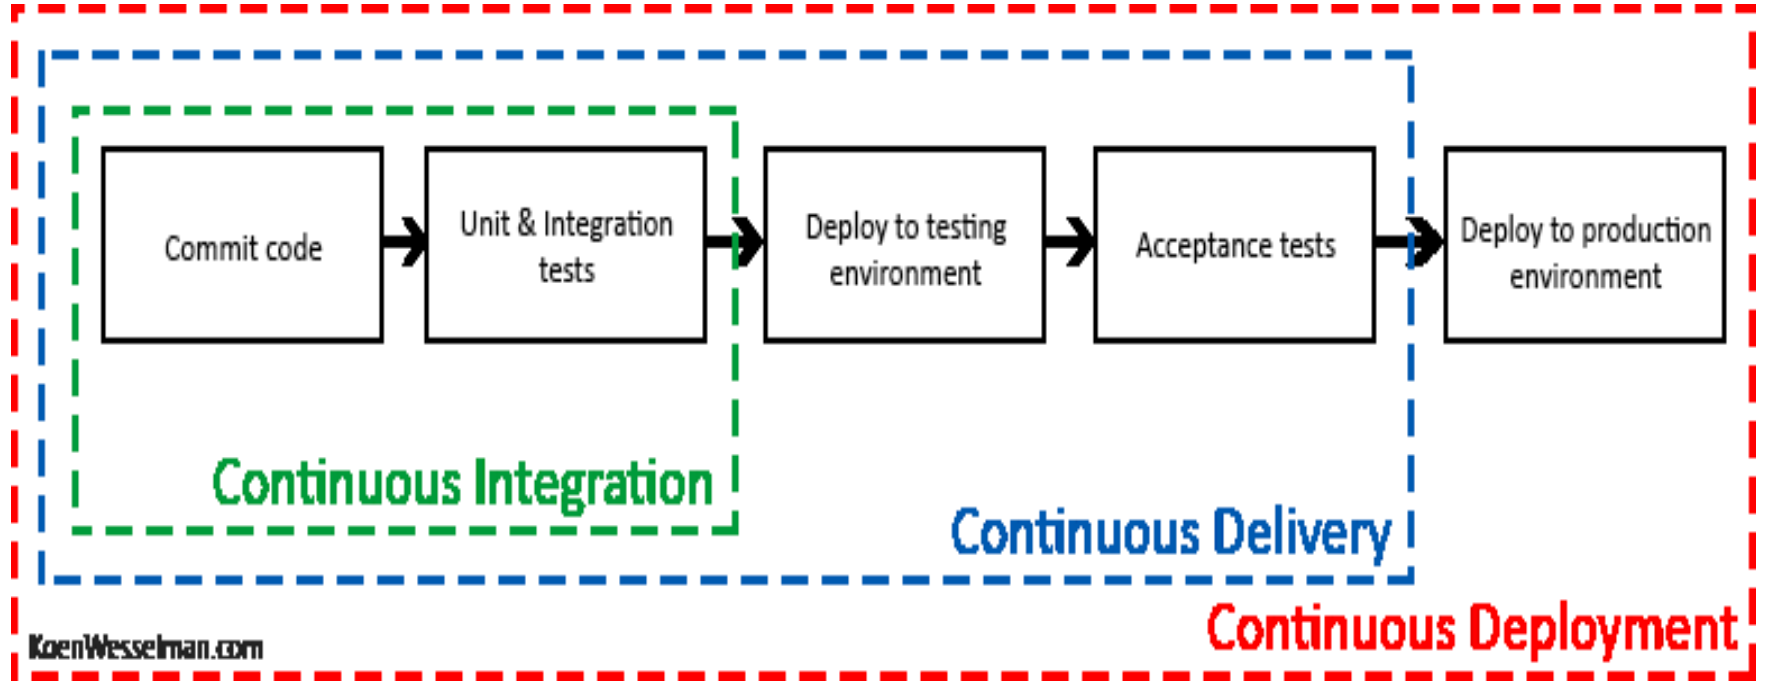 Commit code
Unit & Integration
tests
Deploy to testing
environment
Acceptance tests
Deploy to production
environment
Continuous Integration
Continuous Delivery
Continuous Deployment
KoenWesselman.com